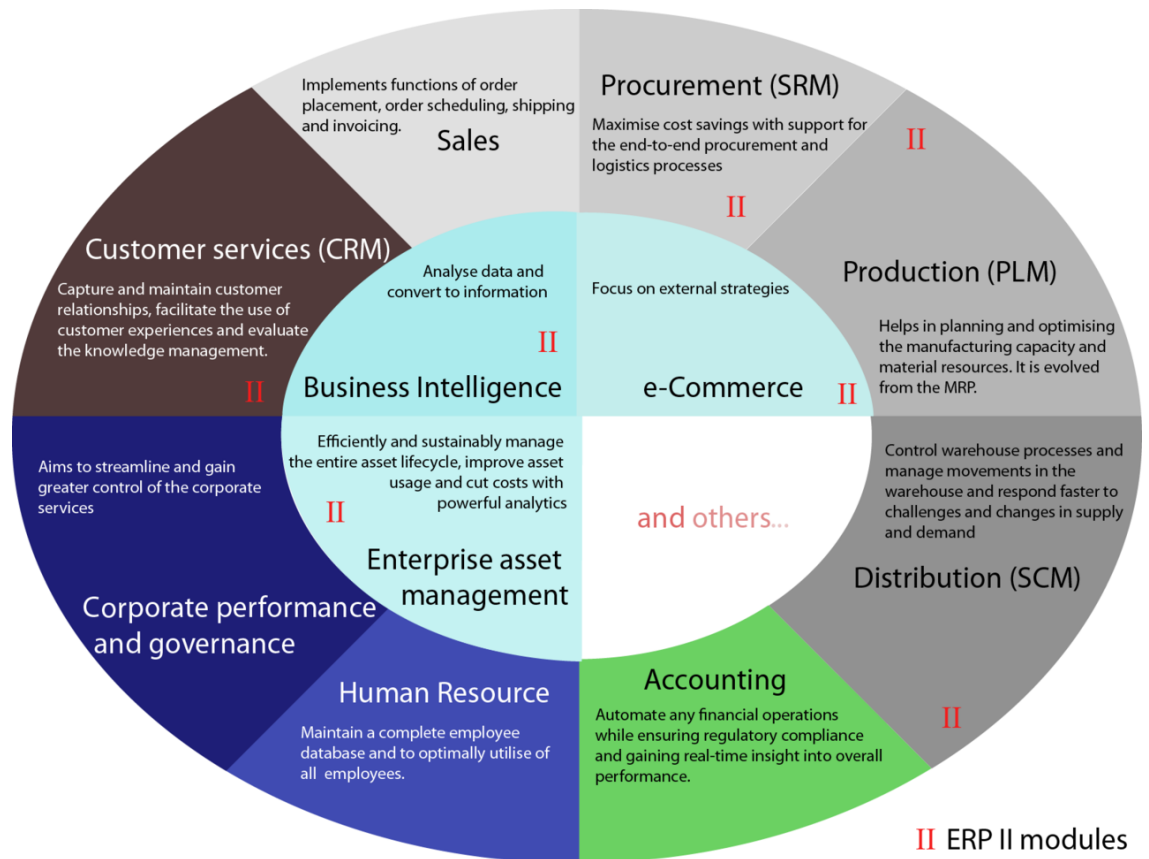 Implements functions of order
placement, order scheduling, shipping
and invoicing.
Sales
Procurement (SRM)
Maximise cost savings with support for
the end-to-end procurement and
logistics processes
II
II
Production (PLM)
Helps in planning and optimising
the manufacturing capacity and
material resources. It is evolved
from the MRP.
Customer services (CRM)
Capture and maintain customer
relationships, facilitate the use of
customer experiences and evaluate
the knowledge management.
II
Analyse data and
convert to information
II
Business Intelligence
Focus on external strategies
e-Commerce
II
Aims to streamline and gain
greater control of the corporate
services
Corporate performance
and governance
Efficiently and sustainably manage
the entire asset lifecycle, improve asset
usage and cut costs with
powerful analytics
II
Enterprise asset
management
and others...
Control warehouse processes and
manage movements in the
warehouse and respond faster to
challenges and changes in supply
and demand
Distribution (SCM)
II
Human Resource
Maintain a complete employee
database and to optimally utilise of
all employees.
Accounting
Automate any financial operations
while ensuring regulatory compliance
and gaining real-time insight into overall
performance.
II ERP II modules